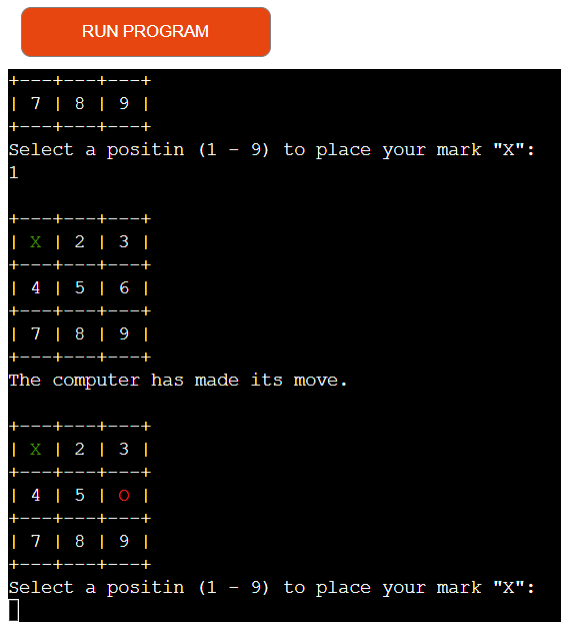 RUN PROGRAM
+---+---+---+
| 7 | 8 | 9 |
+---+---+---+
Select a positin (1 - 9) to place your mark "X":
1
+---+---+---+
| X | 2 | 3 |
+---+---+---+
| 4 | 5 | 6 |
+---+---+---+
| 7 | 8 | 9 |
+---+---+---+
The computer has made its move.
+---+---+---+
| X | 2 | 3 |
+---+---+---+
| 4 | 5 | O |
+---+---+---+
| 7 | 8 | 9 |
+---+---+---+
Select a positin (1 - 9) to place your mark "X":